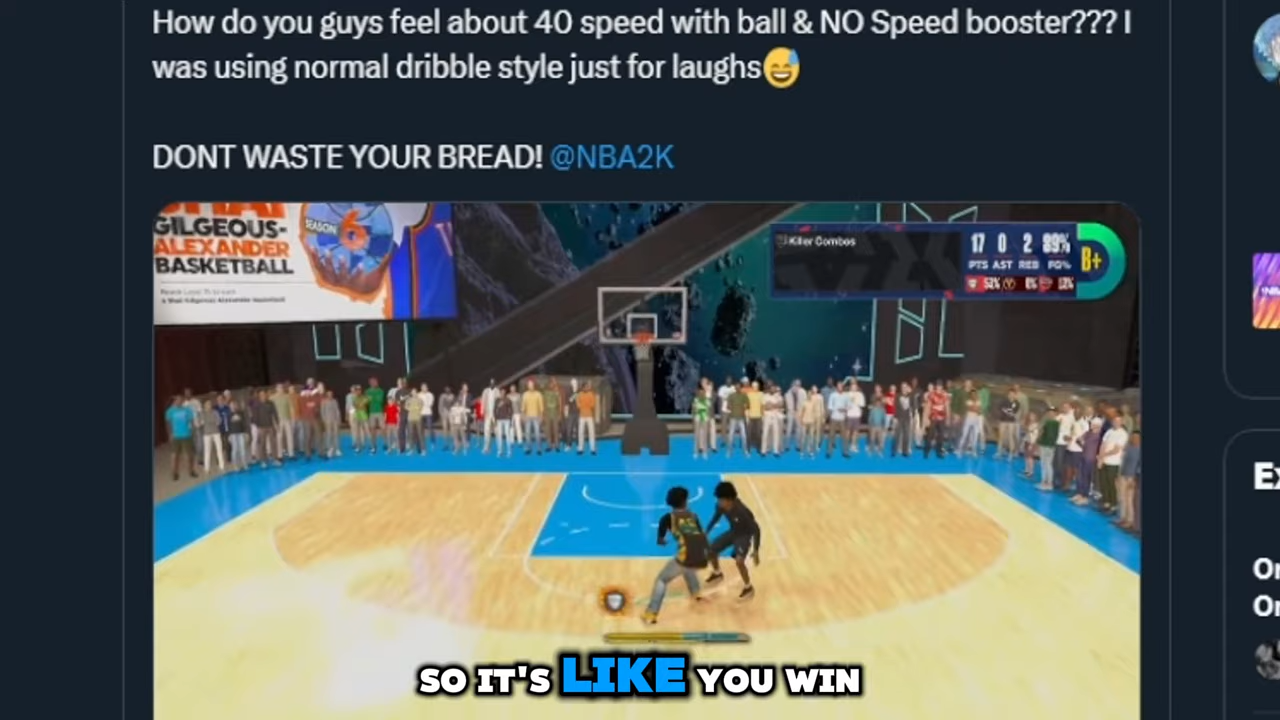 How do you guys feel about 40 speed with ball & NO Speed booster??? I
was using normal dribble style just for laughs😅
DONT WASTE YOUR BREAD! @NBA2K
GILGEOUS-
ALEXANDER
BASKETBALL
SEASON 6
Killer Combos
17 0 2 89%
PTS AST REB FG%
B+
SO IT'S LIKE YOU WIN